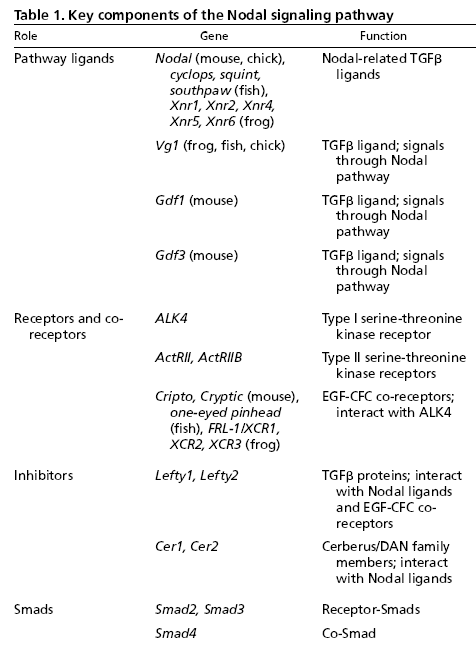 Table 1. Key components of the Nodal signaling pathway
Role Gene Function
Pathway ligands Nodal (mouse, chick), Nodal-related TGFβ
cyclops, squint, ligands
southpaw (fish),
Xnr1, Xnr2, Xnr4,
Xnr5, Xnr6 (frog)
Vg1 (frog, fish, chick) TGFβ ligand; signals
through Nodal
pathway
Gdf1 (mouse) TGFβ ligand; signals
through Nodal
pathway
Gdf3 (mouse) TGFβ ligand; signals
through Nodal
pathway
Receptors and co- ALK4 Type I serine-threonine
receptors kinase receptor
ActRII, ActRIIB Type II serine-threonine
kinase receptors
Cripto, Cryptic (mouse), EGF-CFC co-receptors;
one-eyed pinhead interact with ALK4
(fish), FRL-1/XCR1,
XCR2, XCR3 (frog)
Inhibitors Lefty1, Lefty2 TGFβ proteins; interact
with Nodal ligands
and EGF-CFC co-
receptors
Cer1, Cer2 Cerberus/DAN family
members; interact
with Nodal ligands
Smads Smad2, Smad3 Receptor-Smads
Smad4 Co-Smad